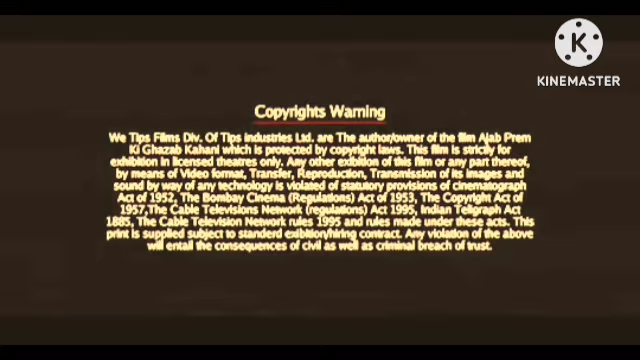 K
KINEMASTER
Copyrights Warning
We Tips Films Div. Of Tips industries Ltd. are The author/owner of the film Ajab Prem
Ki Ghazab Kahani which is protected by copyright laws. This film is strictly for
exhibition in licensed theatres only. Any other exibition of this film or any part thereof,
by means of Video format, Transfer, Reproduction, Transmission of its images and
sound by way of any technology is violated of statutory provisions of cinematograph
Act of 1952, The Bombay Cinema (Regulations) Act of 1953, The Copyright Act of
1957,The Cable Televisions Network (regulations) Act 1995, Indian Teligraph Act
1885, The Cable Television Network rules 1995 and rules made under these acts. This
print is supplied subject to standerd exibition/hiring contract. Any violation of the above
will entail the consequences of civil as well as criminal breach of trust.